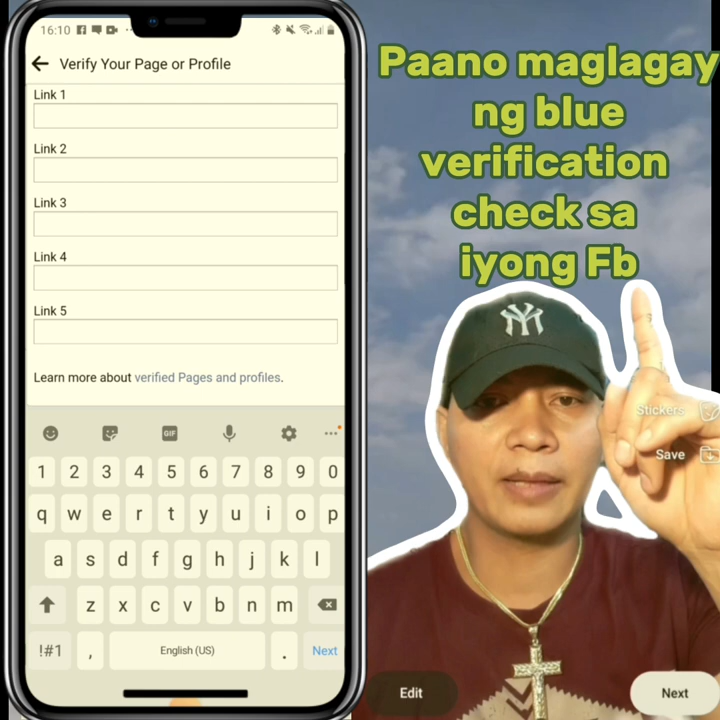 16:10
Verify Your Page or Profile
Link 1
Link 2
Link 3
Link 4
Link 5
Learn more about verified Pages and profiles.
GIF
1 2 3 4 5 6 7 8 9 0
q w e r t y u i o p
a s d f g h j k l
z x c v b n m
!#1 , English (US) . Next
Paano maglagay
ng blue
verification
check sa
iyong Fb
NY
Stickers
Save
Edit
Next